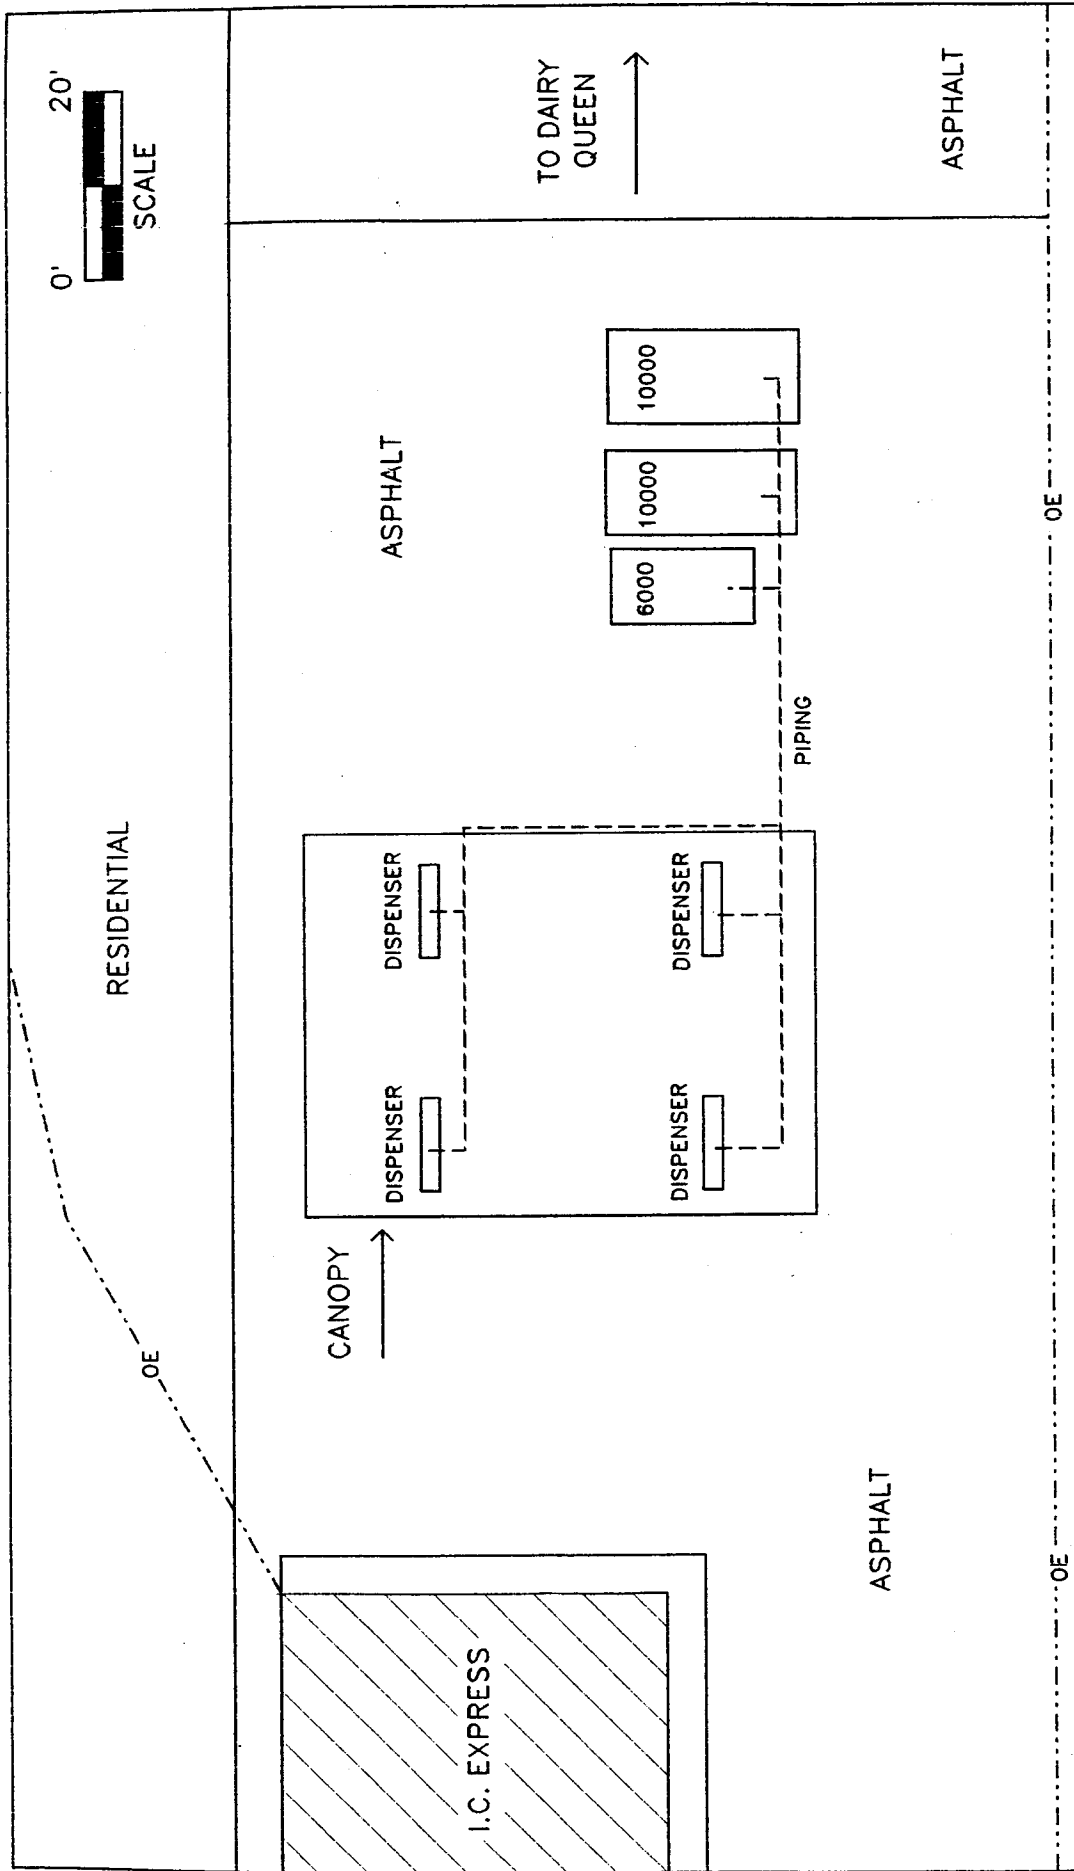 0' 20'
SCALE
RESIDENTIAL
TO DAIRY
QUEEN
ASPHALT
ASPHALT
10000
10000
6000
PIPING
DISPENSER
DISPENSER
DISPENSER
DISPENSER
CANOPY
OE
I.C. EXPRESS
ASPHALT
OE
OE